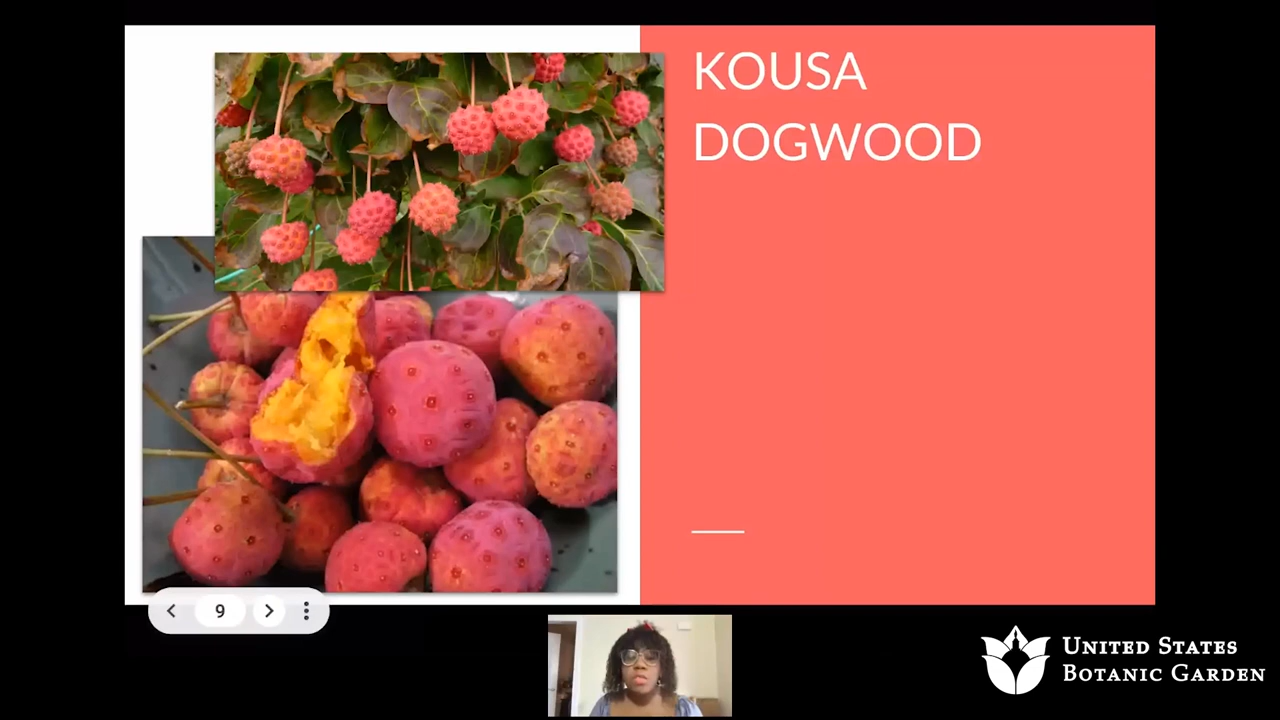 KOUSA
DOGWOOD
9
UNITED STATES
BOTANIC GARDEN